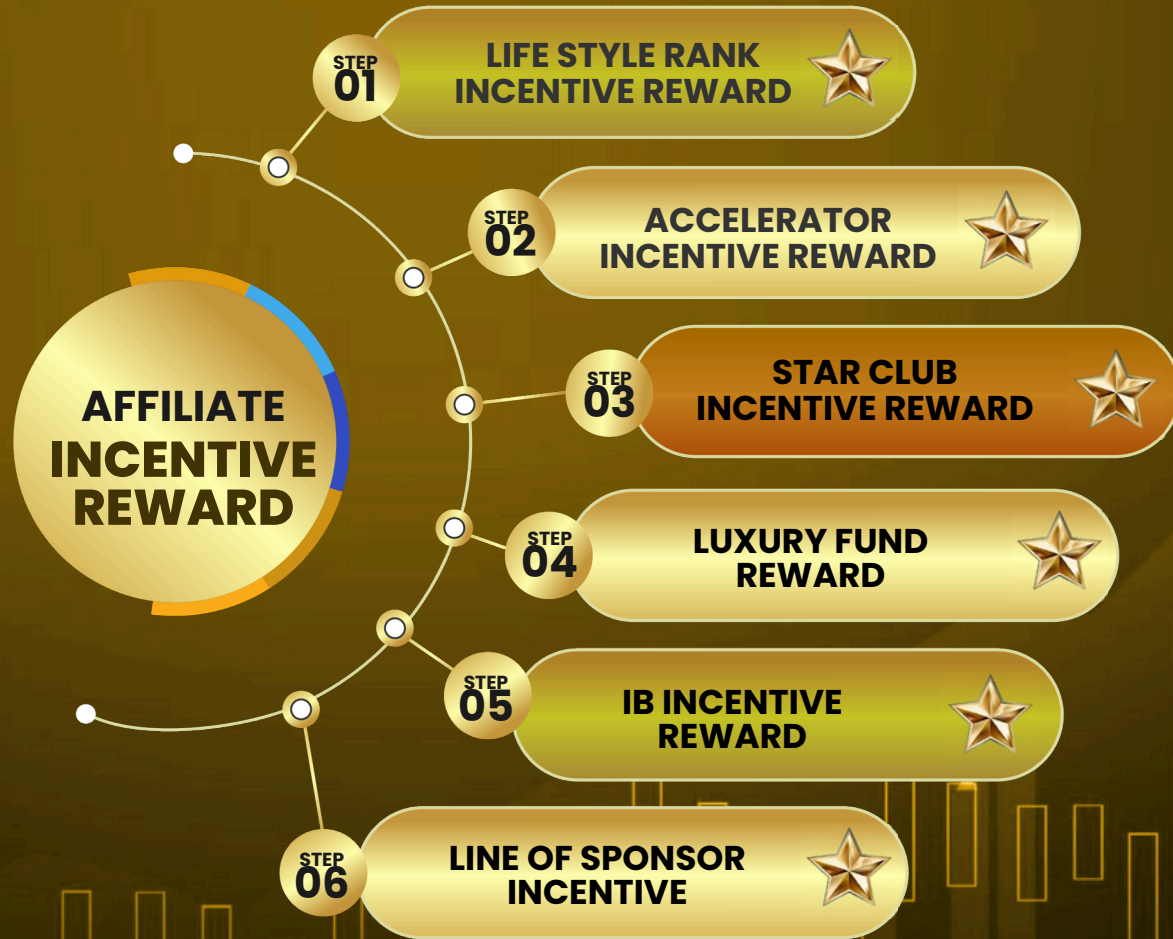 STEP
01
LIFE STYLE RANK
INCENTIVE REWARD
STEP
02
ACCELERATOR
INCENTIVE REWARD
STEP
03
STAR CLUB
INCENTIVE REWARD
AFFILIATE
INCENTIVE
REWARD
STEP
04
LUXURY FUND
REWARD
STEP
05
IB INCENTIVE
REWARD
STEP
06
LINE OF SPONSOR
INCENTIVE